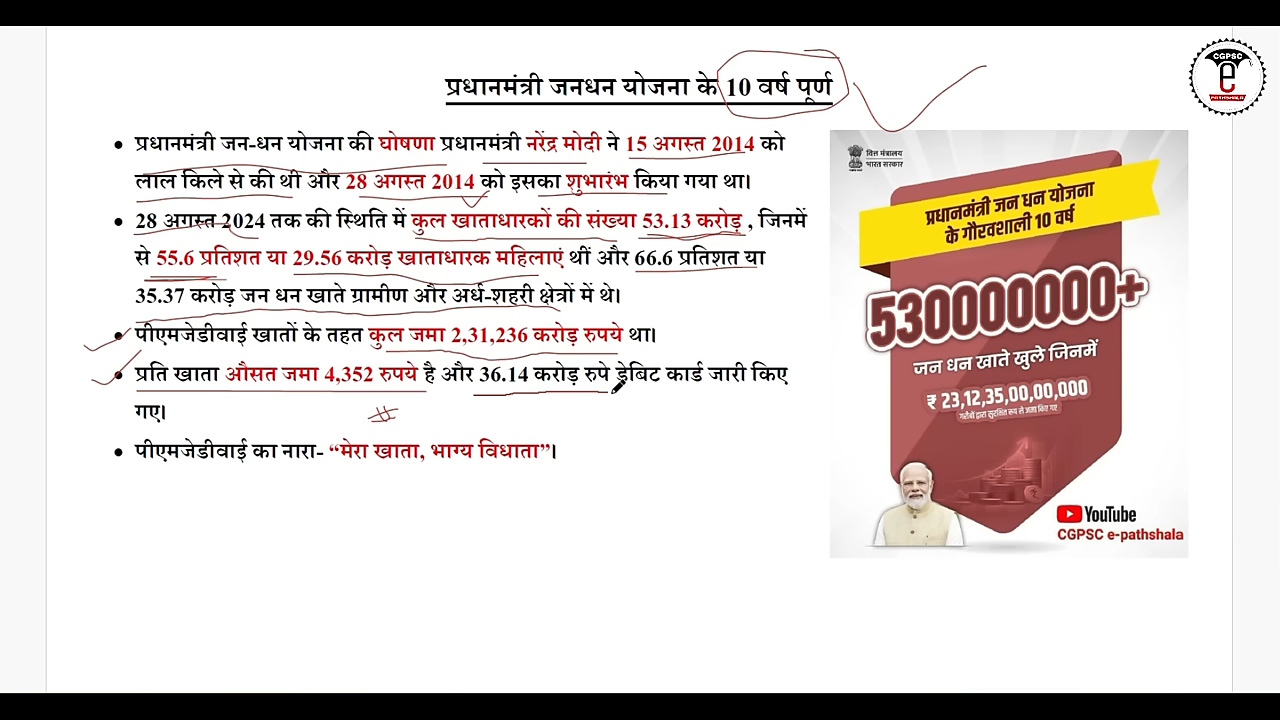 प्रधानमंत्री जनधन योजना के 10 वर्ष पूर्ण
• प्रधानमंत्री जन-धन योजना की घोषणा प्रधानमंत्री नरेंद्र मोदी ने 15 अगस्त 2014 को
लाल किले से की थी और 28 अगस्त 2014 को इसका शुभारंभ किया गया था।
• 28 अगस्त 2024 तक की स्थिति में कुल खाताधारकों की संख्या 53.13 करोड़ , जिनमें
से 55.6 प्रतिशत या 29.56 करोड़ खाताधारक महिलाएं थीं और 66.6 प्रतिशत या
35.37 करोड़ जन धन खाते ग्रामीण और अर्ध-शहरी क्षेत्रों में थे।
• पीएमजेडीवाई खातों के तहत कुल जमा 2,31,236 करोड़ रुपये था।
• प्रति खाता औसत जमा 4,352 रुपये है और 36.14 करोड़ रुपे डेबिट कार्ड जारी किए
गए।
• पीएमजेडीवाई का नारा- “मेरा खाता, भाग्य विधाता”।
वित्त मंत्रालय
भारत सरकार
प्रधानमंत्री जन धन योजना
के गौरवशाली 10 वर्ष
530000000+
जन धन खाते खुले जिनमें
₹ 23,12,35,00,00,000
गरीबों द्वारा सुरक्षित रूप से जमा किए गए
YouTube
CGPSC e-pathshala
CGPSC
e
PATHSHALA